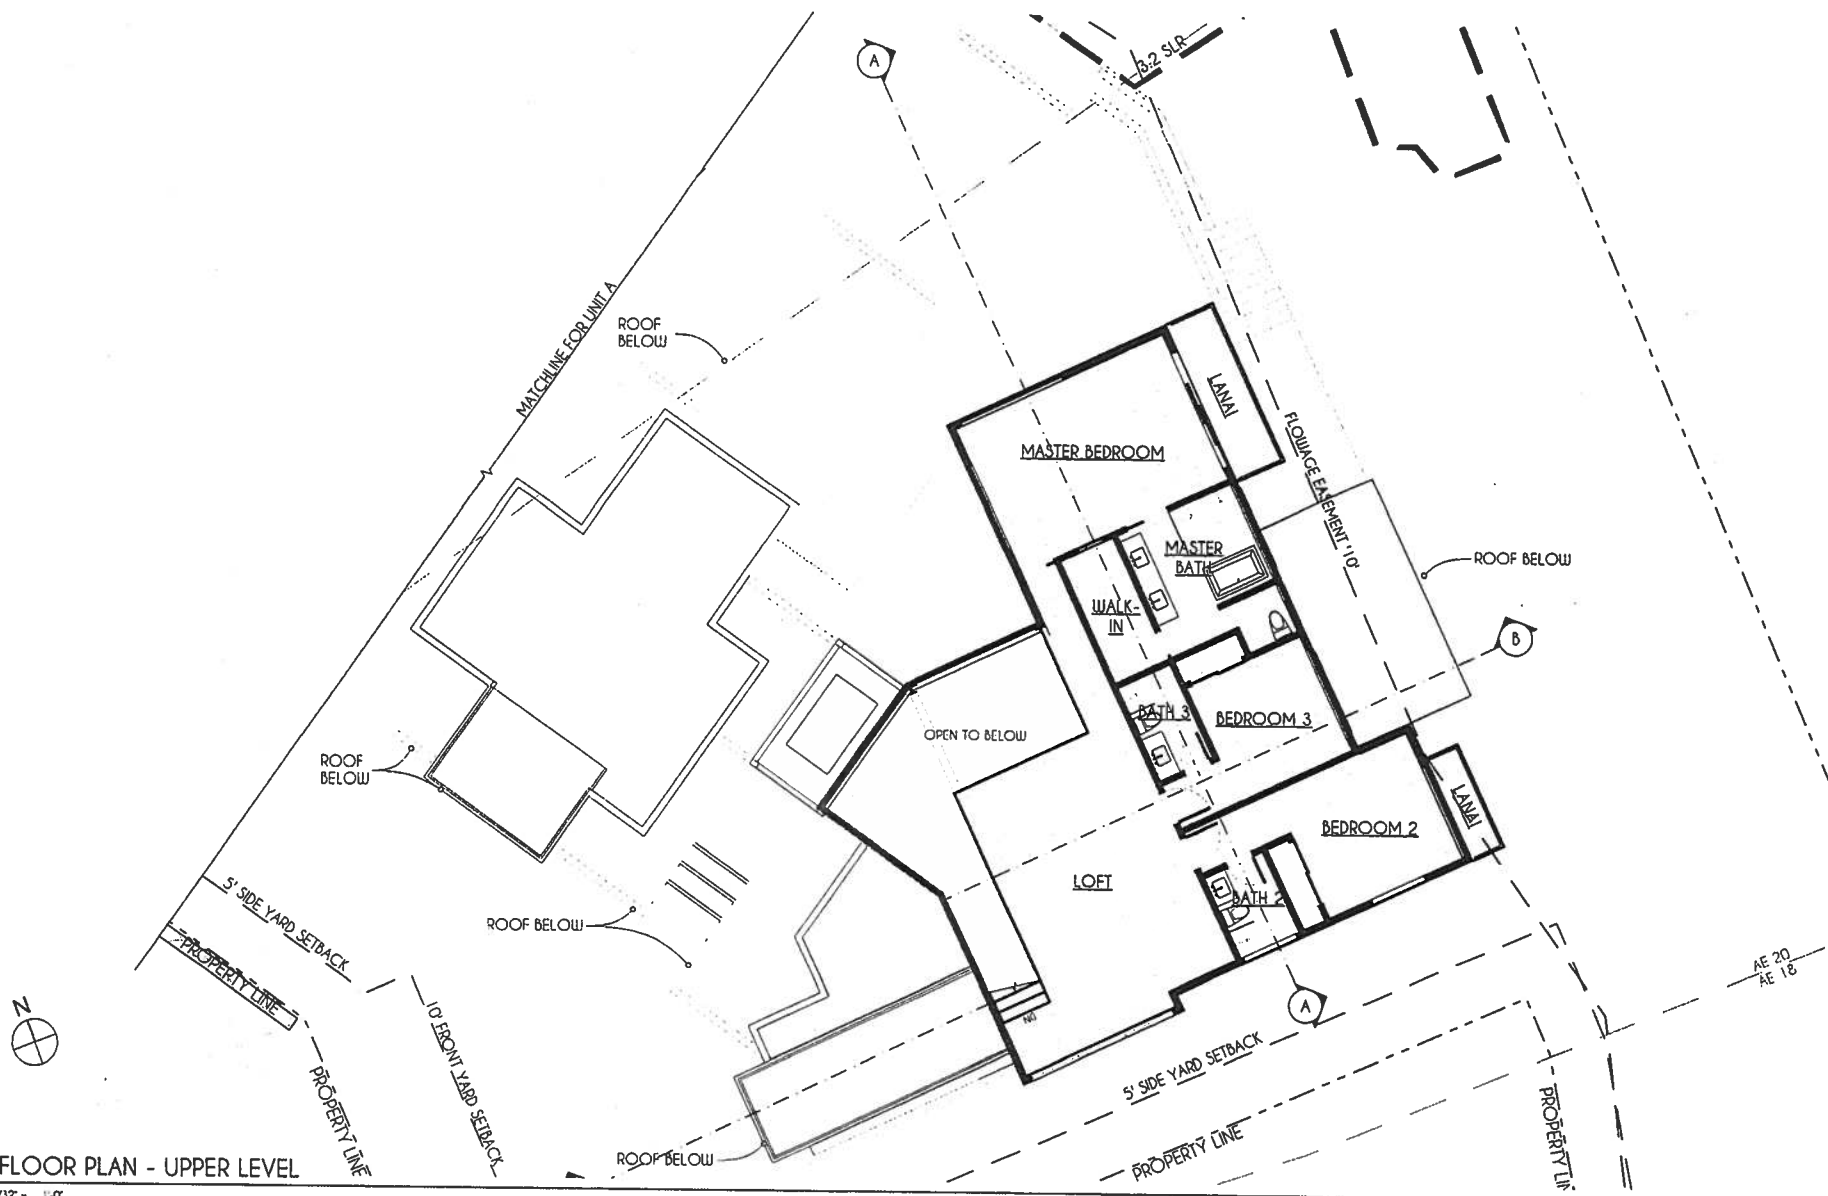 A
3.2 SLR
MATCHLINE FOR UNIT A
ROOF
BELOW
LANAI
MASTER BEDROOM
FLOWAGE EASEMENT '10'
MASTER
BATH
ROOF BELOW
WALK-
IN
B
BATH 3
BEDROOM 3
OPEN TO BELOW
ROOF
BELOW
LANAI
BEDROOM 2
LOFT
BATH 2
5' SIDE YARD SETBACK
ROOF BELOW
PROPERTY LINE
AE 20
AE 18
N
A
DN
10' FRONT YARD SETBACK
5' SIDE YARD SETBACK
PROPERTY LINE
PROPERTY LINE
PROPERTY LIN
ROOF BELOW
FLOOR PLAN - UPPER LEVEL